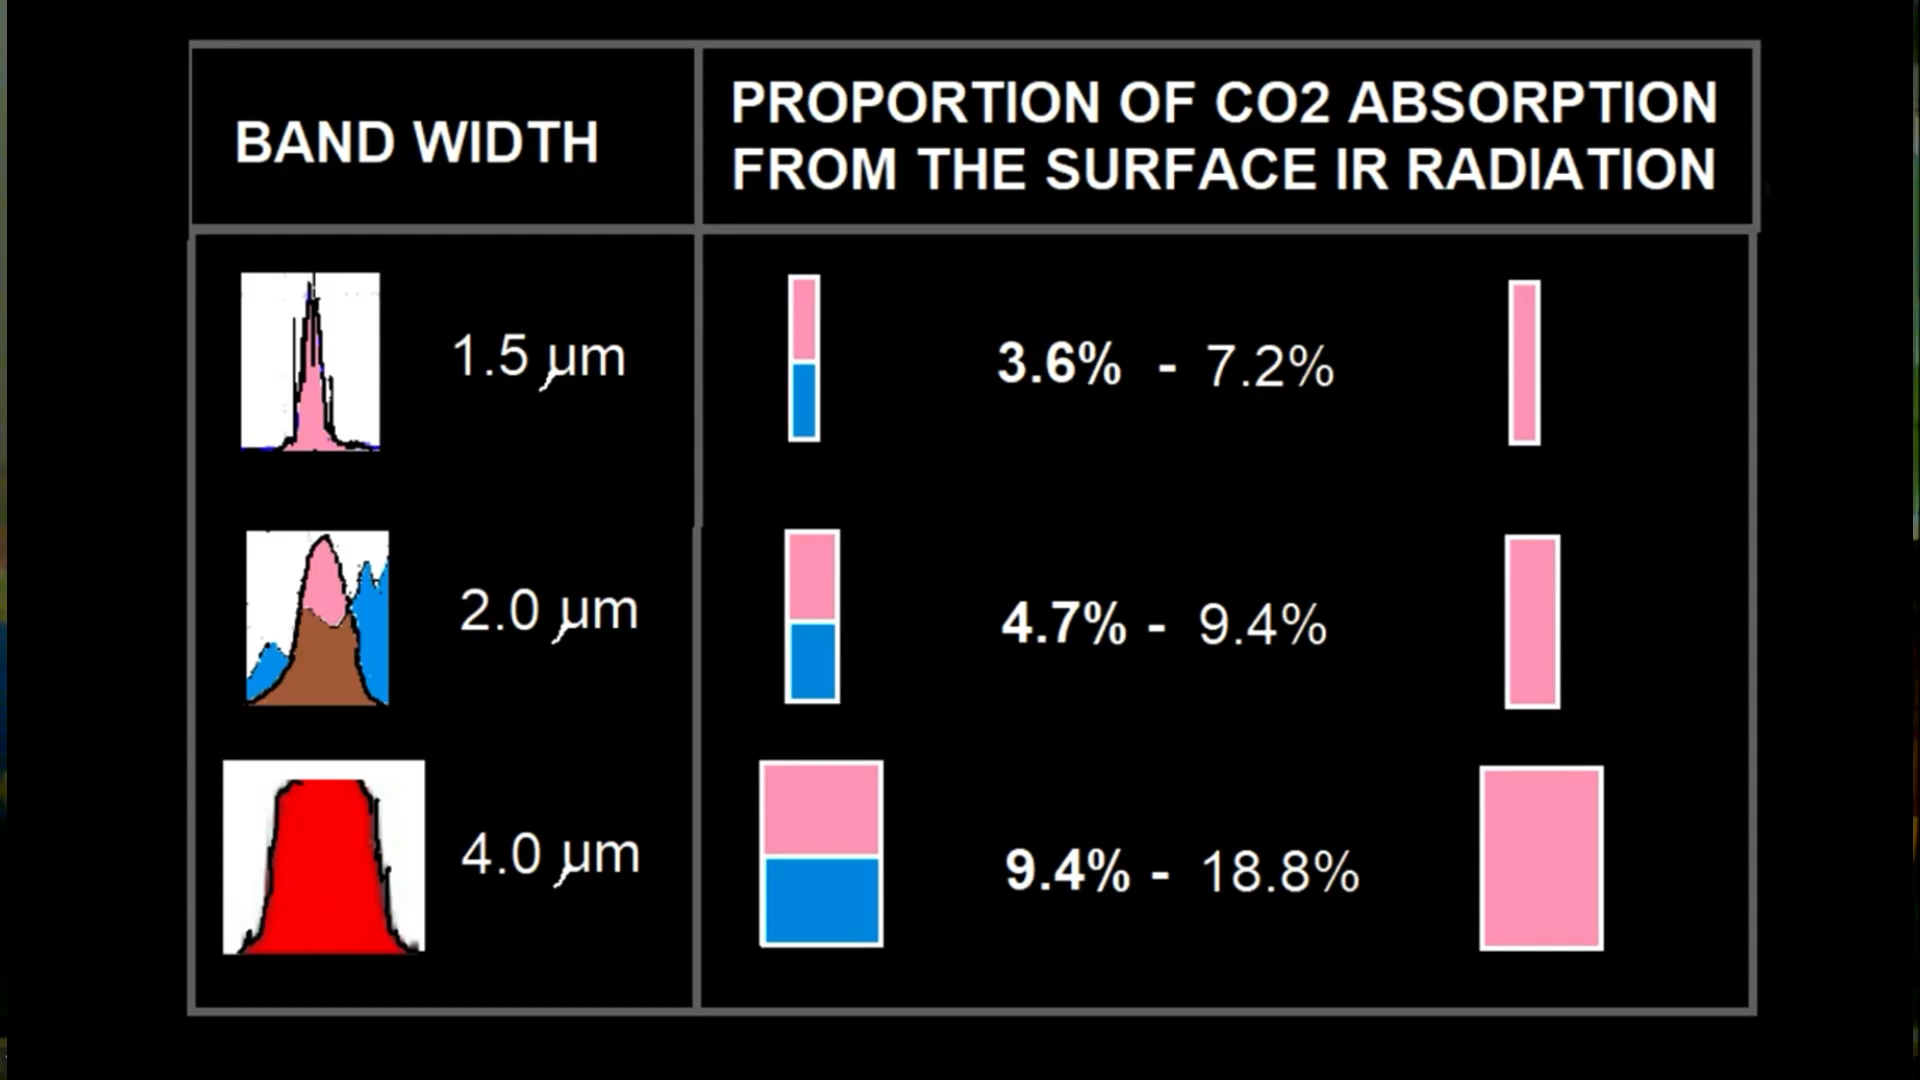 BAND WIDTH
PROPORTION OF CO2 ABSORPTION
FROM THE SURFACE IR RADIATION
1.5 µm
3.6% - 7.2%
2.0 µm
4.7% - 9.4%
4.0 µm
9.4% - 18.8%